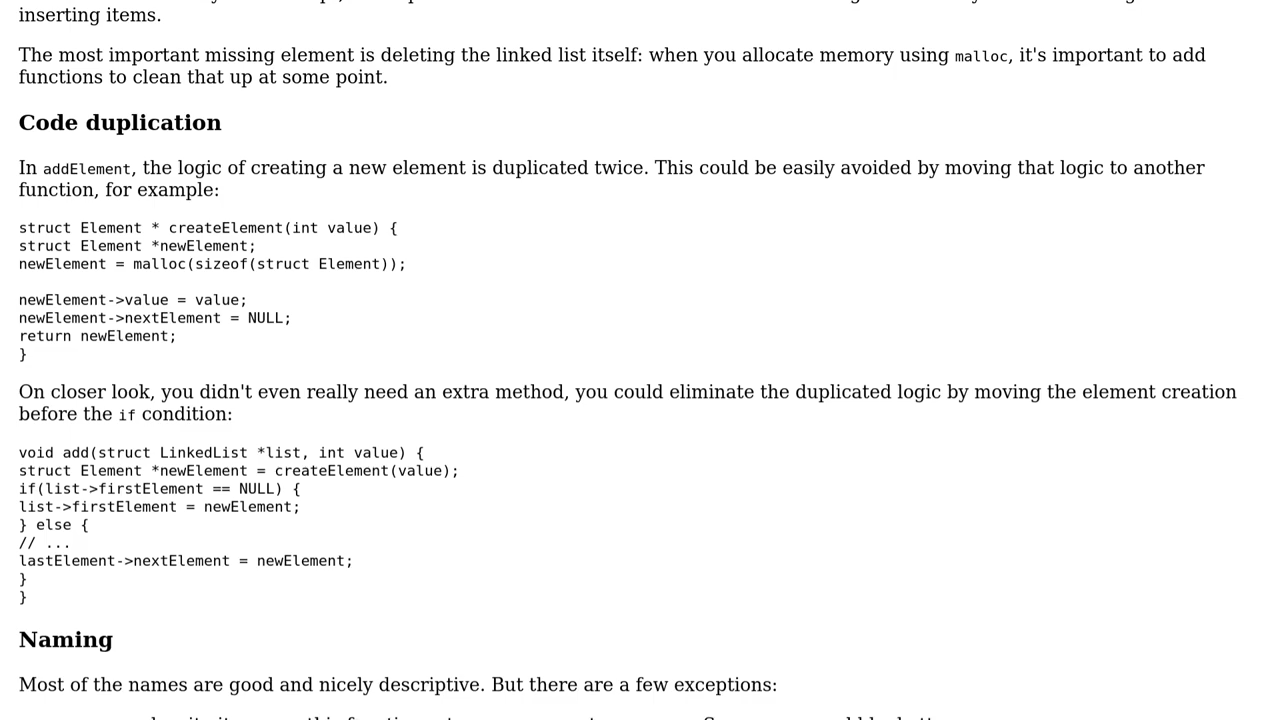 inserting items.
The most important missing element is deleting the linked list itself: when you allocate memory using malloc, it's important to add
functions to clean that up at some point.
Code duplication
In addElement, the logic of creating a new element is duplicated twice. This could be easily avoided by moving that logic to another
function, for example:
struct Element * createElement(int value) {
struct Element *newElement;
newElement = malloc(sizeof(struct Element));
newElement->value = value;
newElement->nextElement = NULL;
return newElement;
}
On closer look, you didn't even really need an extra method, you could eliminate the duplicated logic by moving the element creation
before the if condition:
void add(struct LinkedList *list, int value) {
struct Element *newElement = createElement(value);
if(list->firstElement == NULL) {
list->firstElement = newElement;
} else {
// ...
lastElement->nextElement = newElement;
}
}
Naming
Most of the names are good and nicely descriptive. But there are a few exceptions: